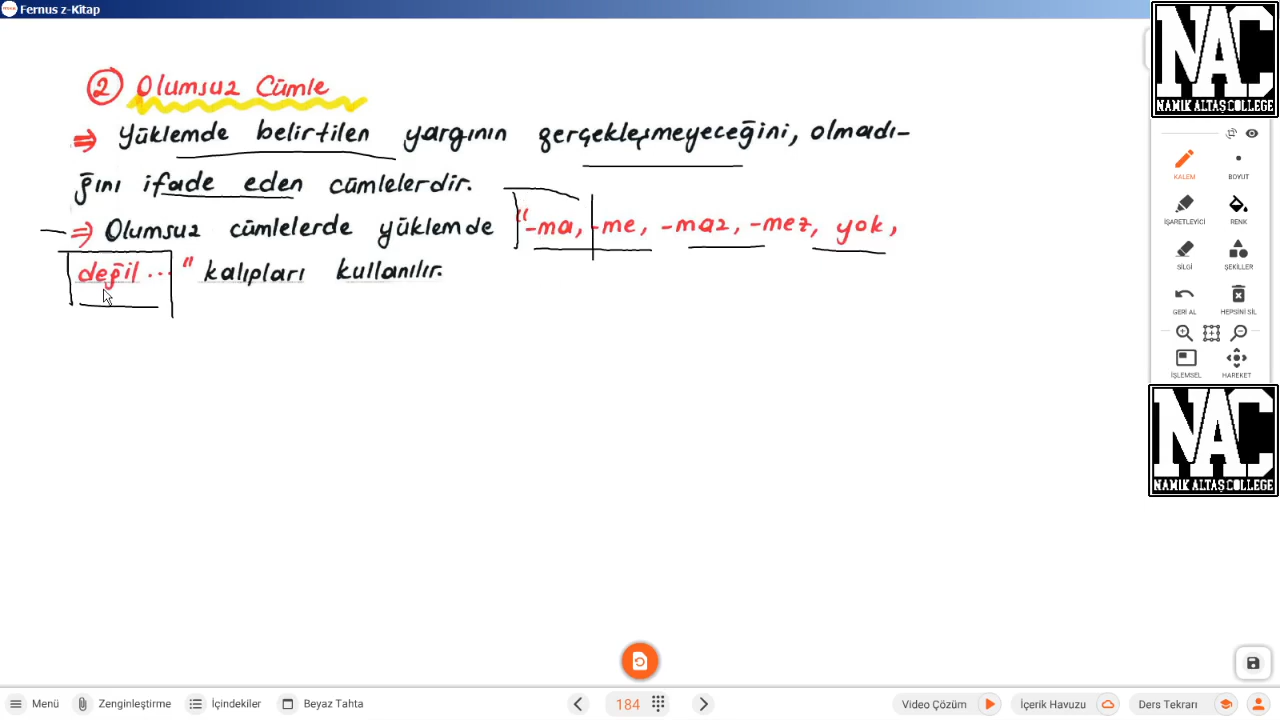 Fernus z-Kitap
NAC
NAMIK ALTAŞ COLLEGE
2 Olumsuz Cümle
⇒ Yüklemde belirtilen yargının gerçekleşmeyeceğini, olmadı-
ğını ifade eden cümlelerdir.
⇒ Olumsuz cümlelerde yüklemde "-ma, -me, -maz, -mez, yok,
değil ..." kalıpları kullanılır.
KALEM BOYUT
İŞARETLEYİCİ RENK
SİLGİ ŞEKİLLER
GERİ AL HEPSİNİ SİL
İŞLEMSEL HAREKET
NAC
NAMIK ALTAŞ COLLEGE
Menü Zenginleştirme İçindekiler Beyaz Tahta 184 Video Çözüm İçerik Havuzu Ders Tekrarı